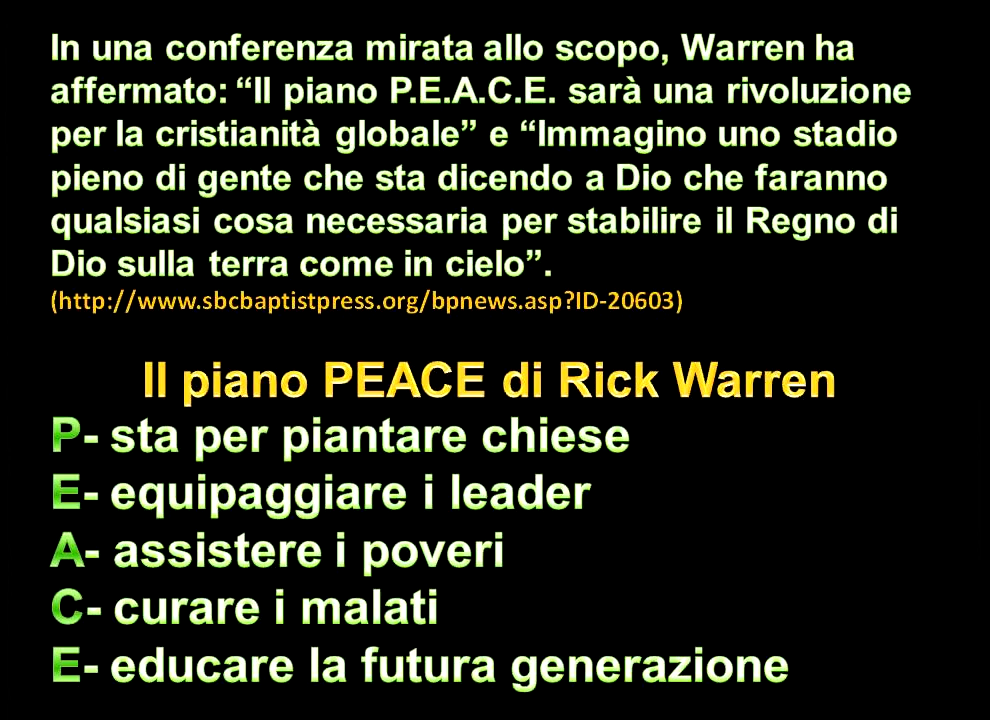 In una conferenza mirata allo scopo, Warren ha
affermato: “Il piano P.E.A.C.E. sarà una rivoluzione
per la cristianità globale” e “Immagino uno stadio
pieno di gente che sta dicendo a Dio che faranno
qualsiasi cosa necessaria per stabilire il Regno di
Dio sulla terra come in cielo”.
(http://www.sbcbaptistpress.org/bpnews.asp?ID-20603)
Il piano PEACE di Rick Warren
P- sta per piantare chiese
E- equipaggiare i leader
A- assistere i poveri
C- curare i malati
E- educare la futura generazione